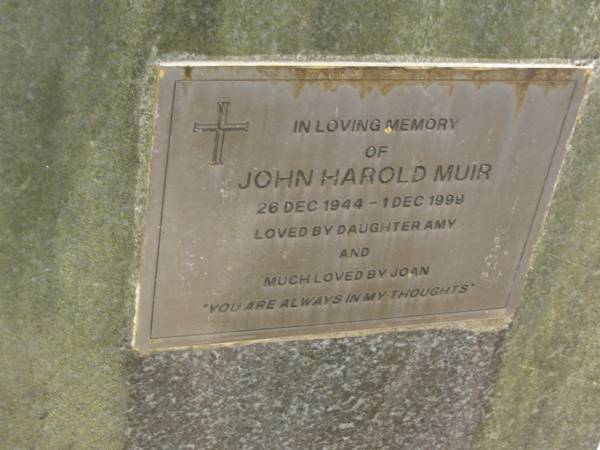 IN LOVING MEMORY
OF
JOHN HAROLD MUIR
26 DEC 1944 - 1 DEC 1999
LOVED BY DAUGHTER AMY
AND
MUCH LOVED BY JOAN
"YOU ARE ALWAYS IN MY THOUGHTS"